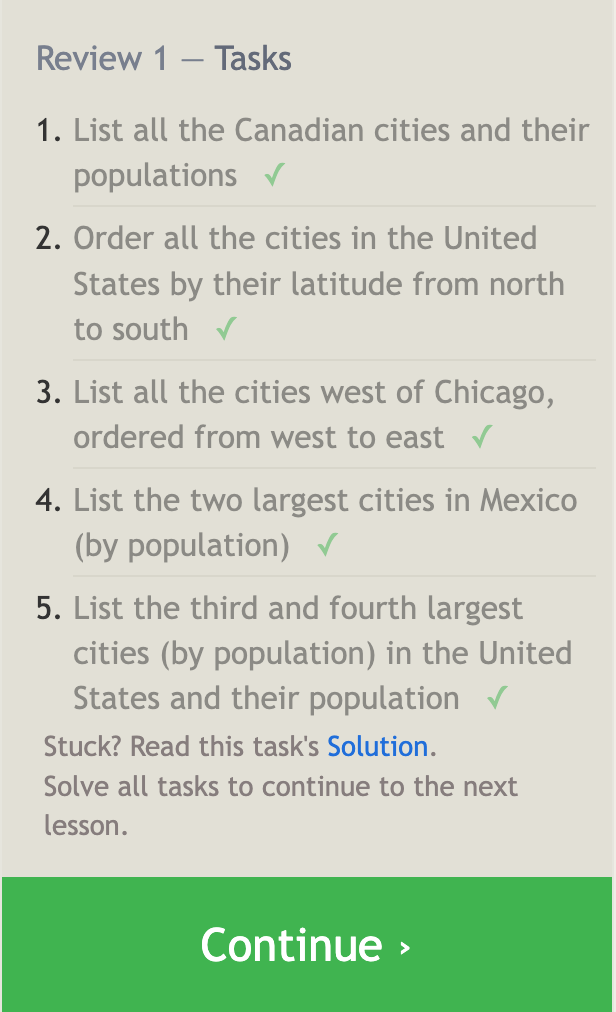 Review 1 — Tasks
1. List all the Canadian cities and their
populations ✓
2. Order all the cities in the United
States by their latitude from north
to south ✓
3. List all the cities west of Chicago,
ordered from west to east ✓
4. List the two largest cities in Mexico
(by population) ✓
5. List the third and fourth largest
cities (by population) in the United
States and their population ✓
Stuck? Read this task's Solution.
Solve all tasks to continue to the next
lesson.
Continue ›